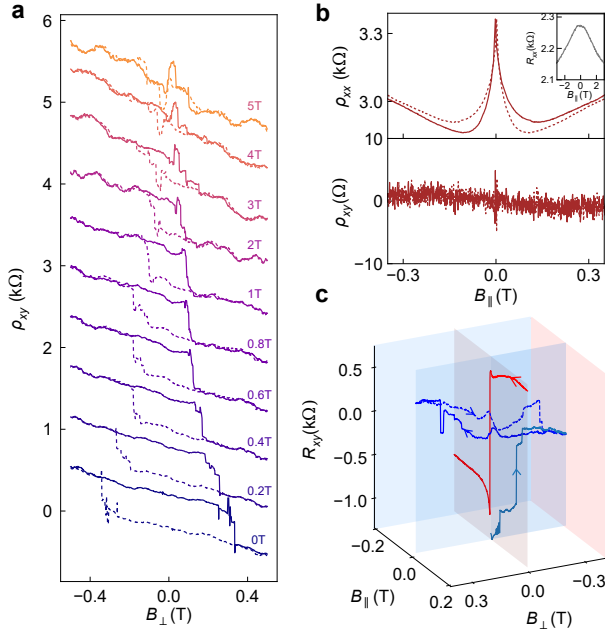 a
6
5
4
3
2
1
0
ρxy (kΩ)
5T
4T
3T
2T
1T
0.8T
0.6T
0.4T
0.2T
0T
−0.4
0.0
0.4
B⊥(T)
b
3.3
3.0
ρxx (kΩ)
2.3
2.2
2.1
Rxx(kΩ)
−2 0 2
B∥(T)
10
0
−10
ρxy(Ω)
−0.3
0.0
0.3
B∥(T)
c
0.5
0.0
−0.5
−1.0
Rxy(kΩ)
−0.2
0.0
0.2
B∥(T)
0.3
0.0
−0.3
B⊥(T)